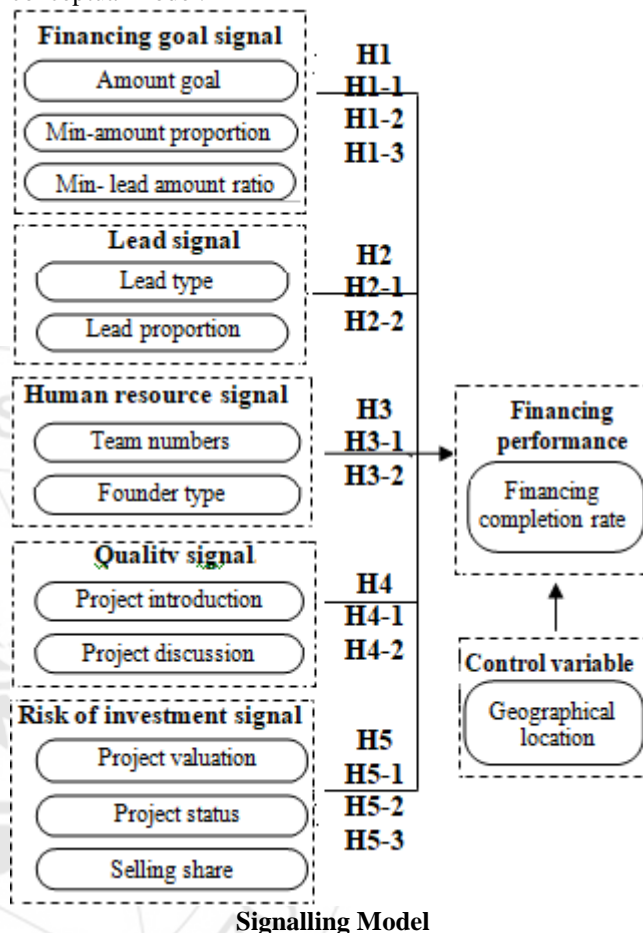 Financing goal signal
Amount goal
Min-amount proportion
Min- lead amount ratio
H1
H1-1
H1-2
H1-3
Lead signal
Lead type
Lead proportion
H2
H2-1
H2-2
Human resource signal
Team numbers
Founder type
H3
H3-1
H3-2
Quality signal
Project introduction
Project discussion
H4
H4-1
H4-2
Risk of investment signal
Project valuation
Project status
Selling share
H5
H5-1
H5-2
H5-3
Financing
performance
Financing
completion rate
Control variable
Geographical
location
Signalling Model